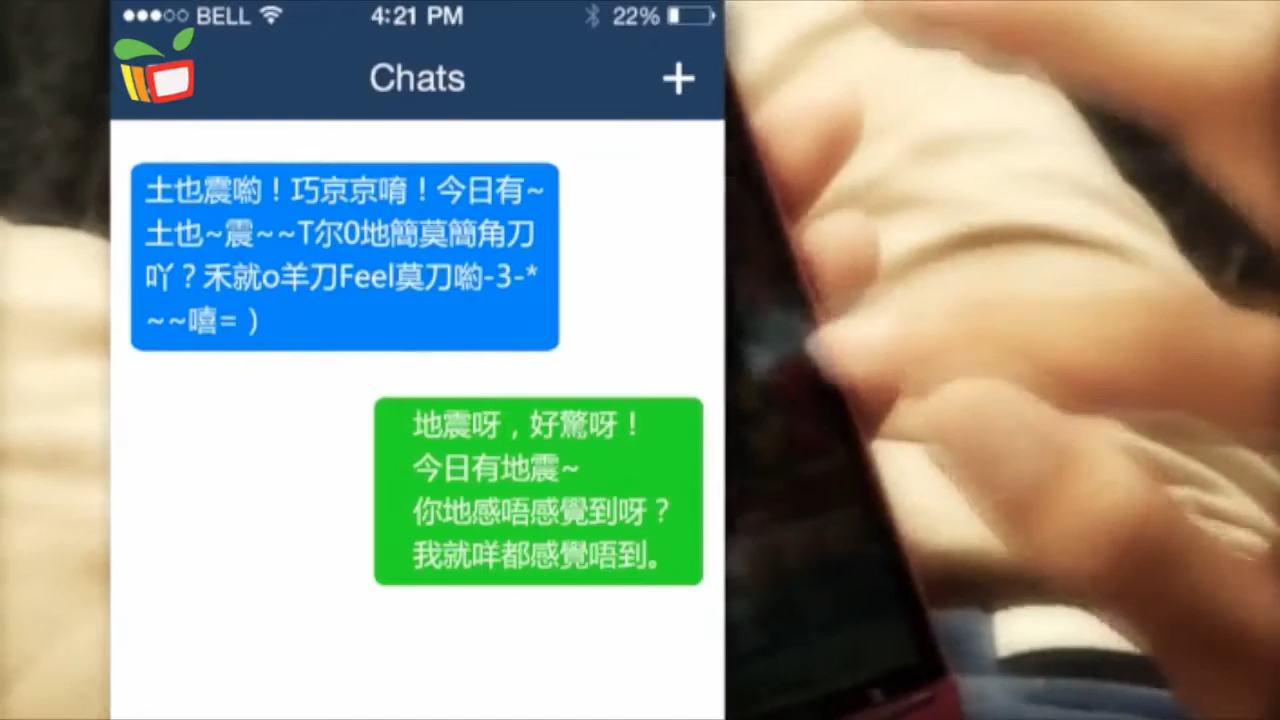 BELL 4:21 PM 22%
Chats +
土也震喲！巧京京唷！今日有~
土也~震~~T尔0地簡莫簡角刀
吖？禾就o羊刀Feel莫刀喲-3-*
~~嘻=）
地震呀，好驚呀！
今日有地震~
你地感唔感覺到呀？
我就咩都感覺唔到。